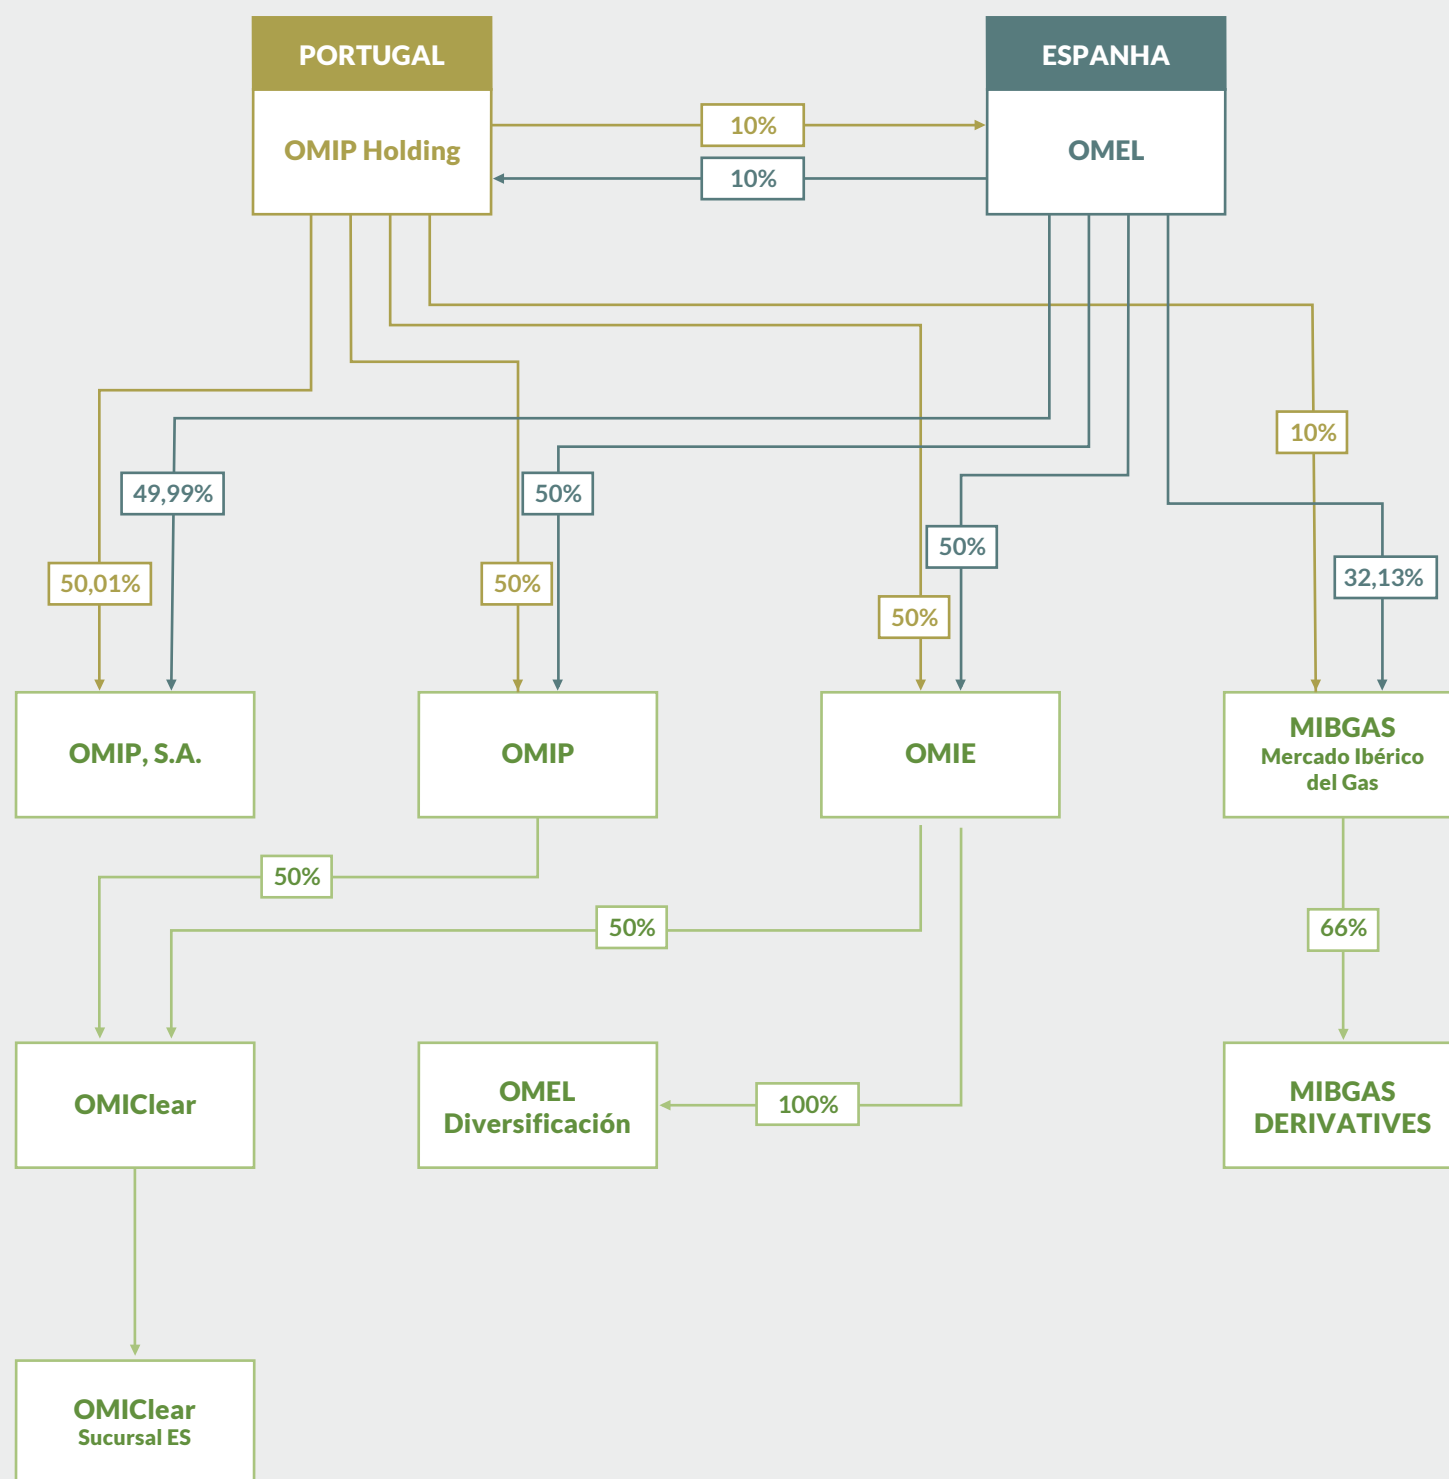 PORTUGAL
ESPANHA
OMIP Holding
OMEL
10%
10%
10%
49,99%
50%
50%
50,01%
50%
32,13%
50%
OMIP, S.A.
OMIP
OMIE
MIBGAS
Mercado Ibérico
del Gas
50%
50%
66%
OMIClear
OMEL
Diversificación
100%
MIBGAS
DERIVATIVES
OMIClear
Sucursal ES